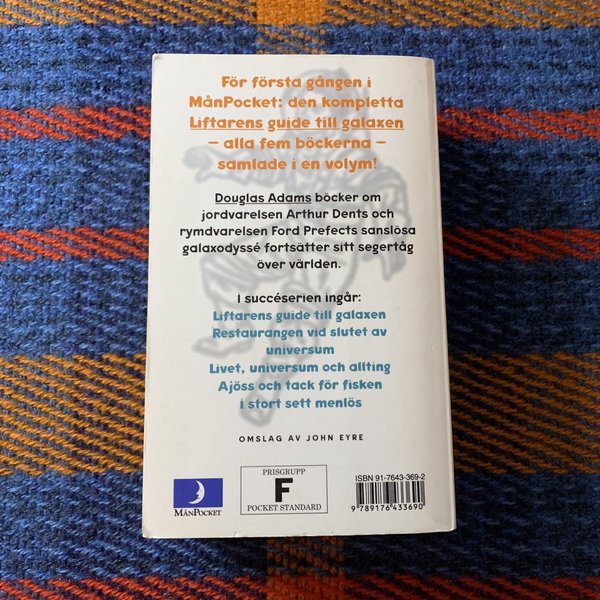 För första gången i
MånPocket: den kompletta
Liftarens guide till galaxen
– alla fem böckerna –
samlade i en volym!
Douglas Adams böcker om
jordvarelsen Arthur Dents och
rymdvarelsen Ford Prefects sanslösa
galaxodyssé fortsätter sitt segertåg
över världen.
I succéserien ingår:
Liftarens guide till galaxen
Restaurangen vid slutet av
universum
Livet, universum och allting
Ajöss och tack för fisken
I stort sett menlös
OMSLAG AV JOHN EYRE
MÅNPOCKET
PRISGRUPP
F
POCKET STANDARD
ISBN 91-7643-369-2
9 789176 433690